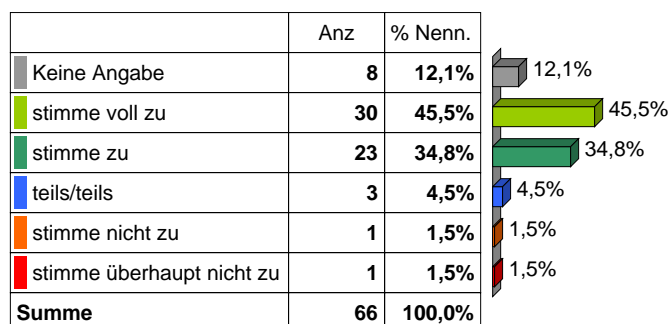 Anz % Nenn.
Keine Angabe 8 12,1% 12,1%
stimme voll zu 30 45,5% 45,5%
stimme zu 23 34,8% 34,8%
teils/teils 3 4,5% 4,5%
stimme nicht zu 1 1,5% 1,5%
stimme überhaupt nicht zu 1 1,5% 1,5%
Summe 66 100,0%